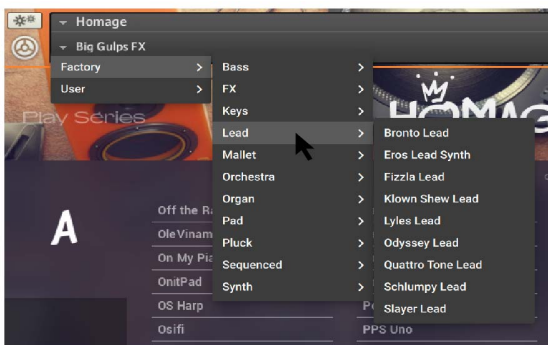 Homage
Big Gulps FX
Factory
User
Bass
FX
Keys
Lead
Mallet
Orchestra
Organ
Pad
Pluck
Sequenced
Synth
Bronto Lead
Eros Lead Synth
Fizzla Lead
Klown Shew Lead
Lyles Lead
Odyssey Lead
Quattro Tone Lead
Schlumpy Lead
Slayer Lead
Play Series
HOMAG
A
Off the
OleVinam
On My Pia
OnitPad
OS Harp
Osifi
PPS Uno